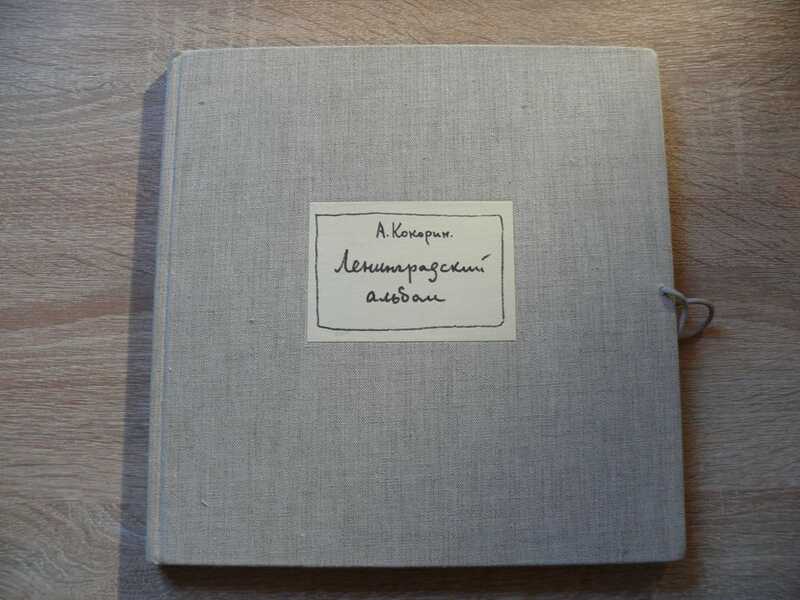 А. Кокорин.
Ленинградский
альбом